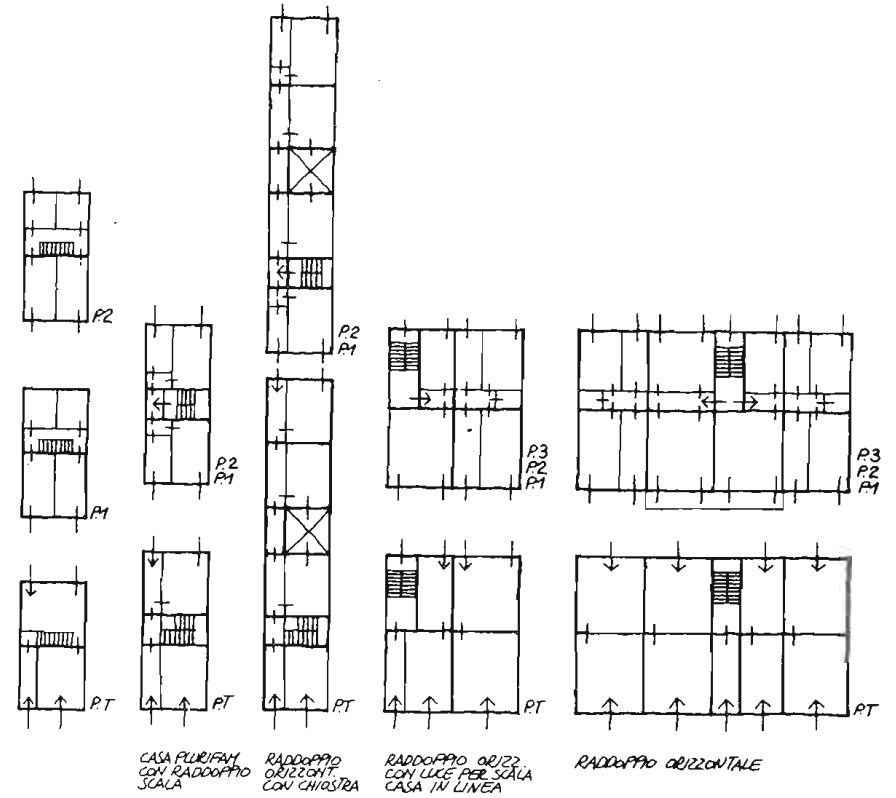 P.2
P.1
P.T
P.2
P.1
P.T
P.2
P.1
P.T
P.3
P.2
P.1
P.T
P.3
P.2
P.1
P.T
CASA PLURIFAM.
CON RADDOPPIO
SCALA
RADDOPPIO
ORIZZONT.
CON CHIOSTRA
RADDOPPIO ORIZZ.
CON LUCE PER SCALA
CASA IN LINEA
RADDOPPIO ORIZZONTALE